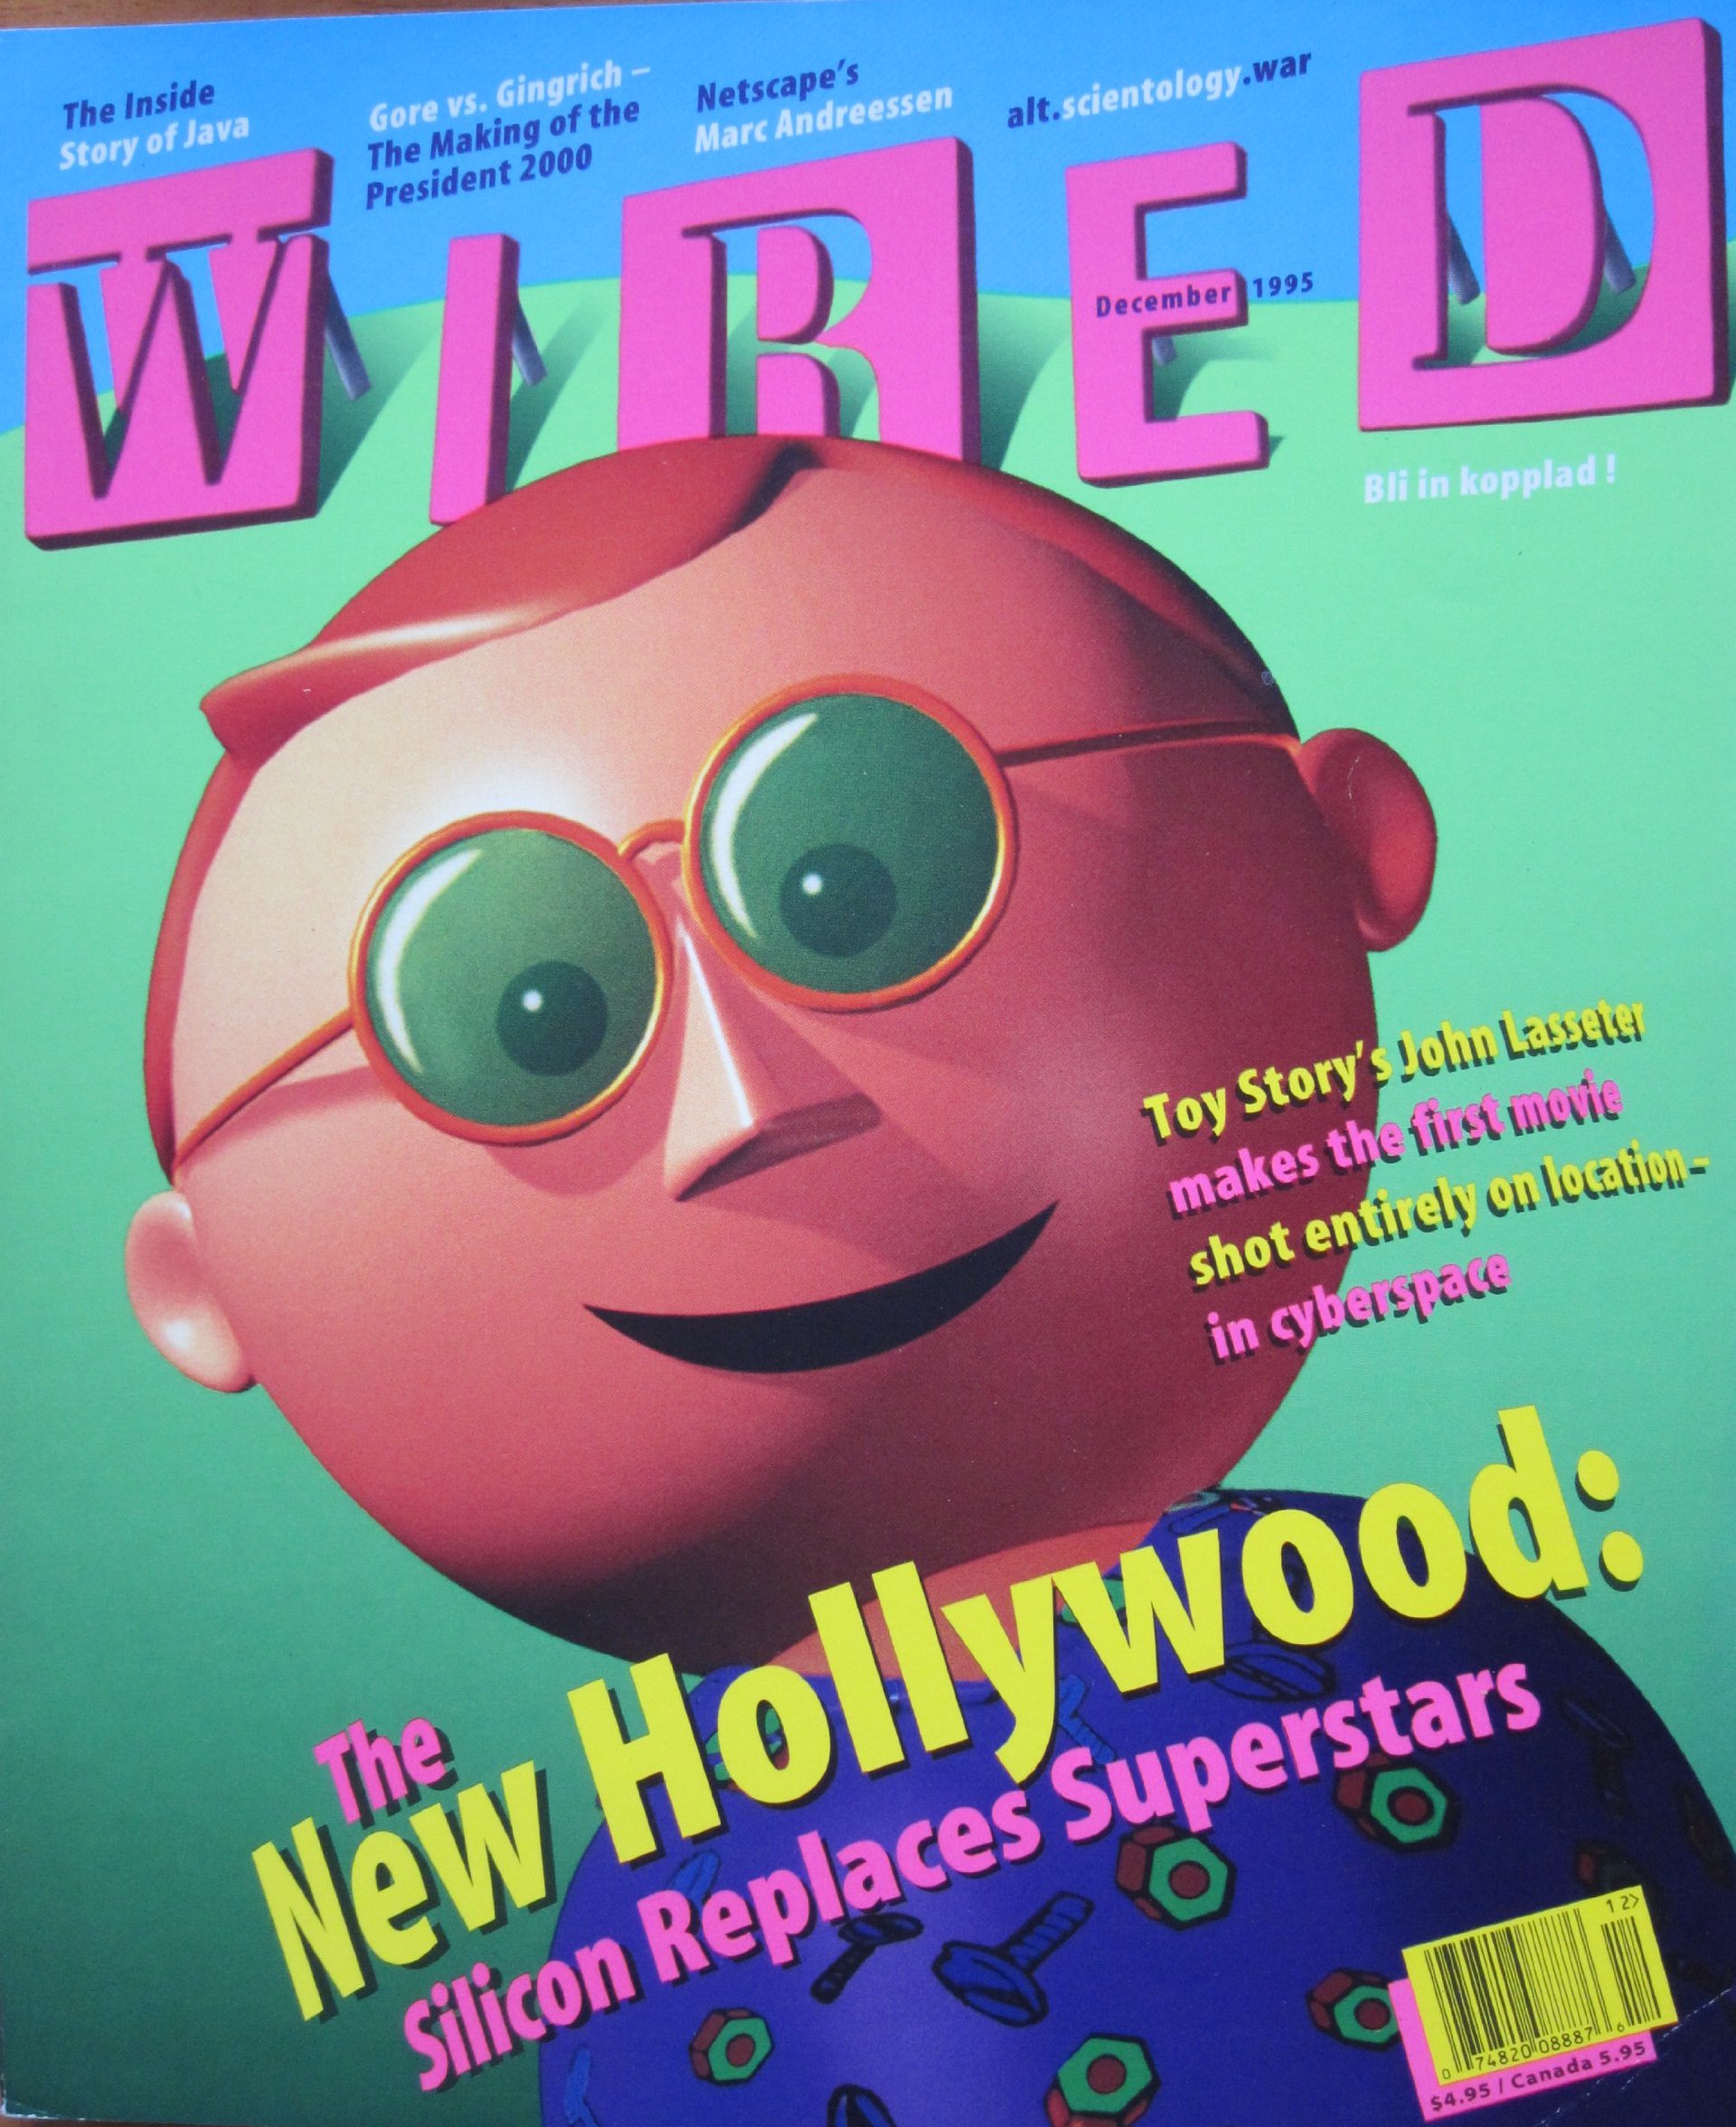 The Inside
Story of Java
Gore vs. Gingrich –
The Making of the
President 2000
Netscape's
Marc Andreessen
alt.scientology.war
WIRED
December 1995
Bli in kopplad !
Toy Story's John Lasseter
makes the first movie
shot entirely on location–
in cyberspace
The
New Hollywood:
Silicon Replaces Superstars
1 2>
0 74820 08887 6
$4.95 / Canada 5.95